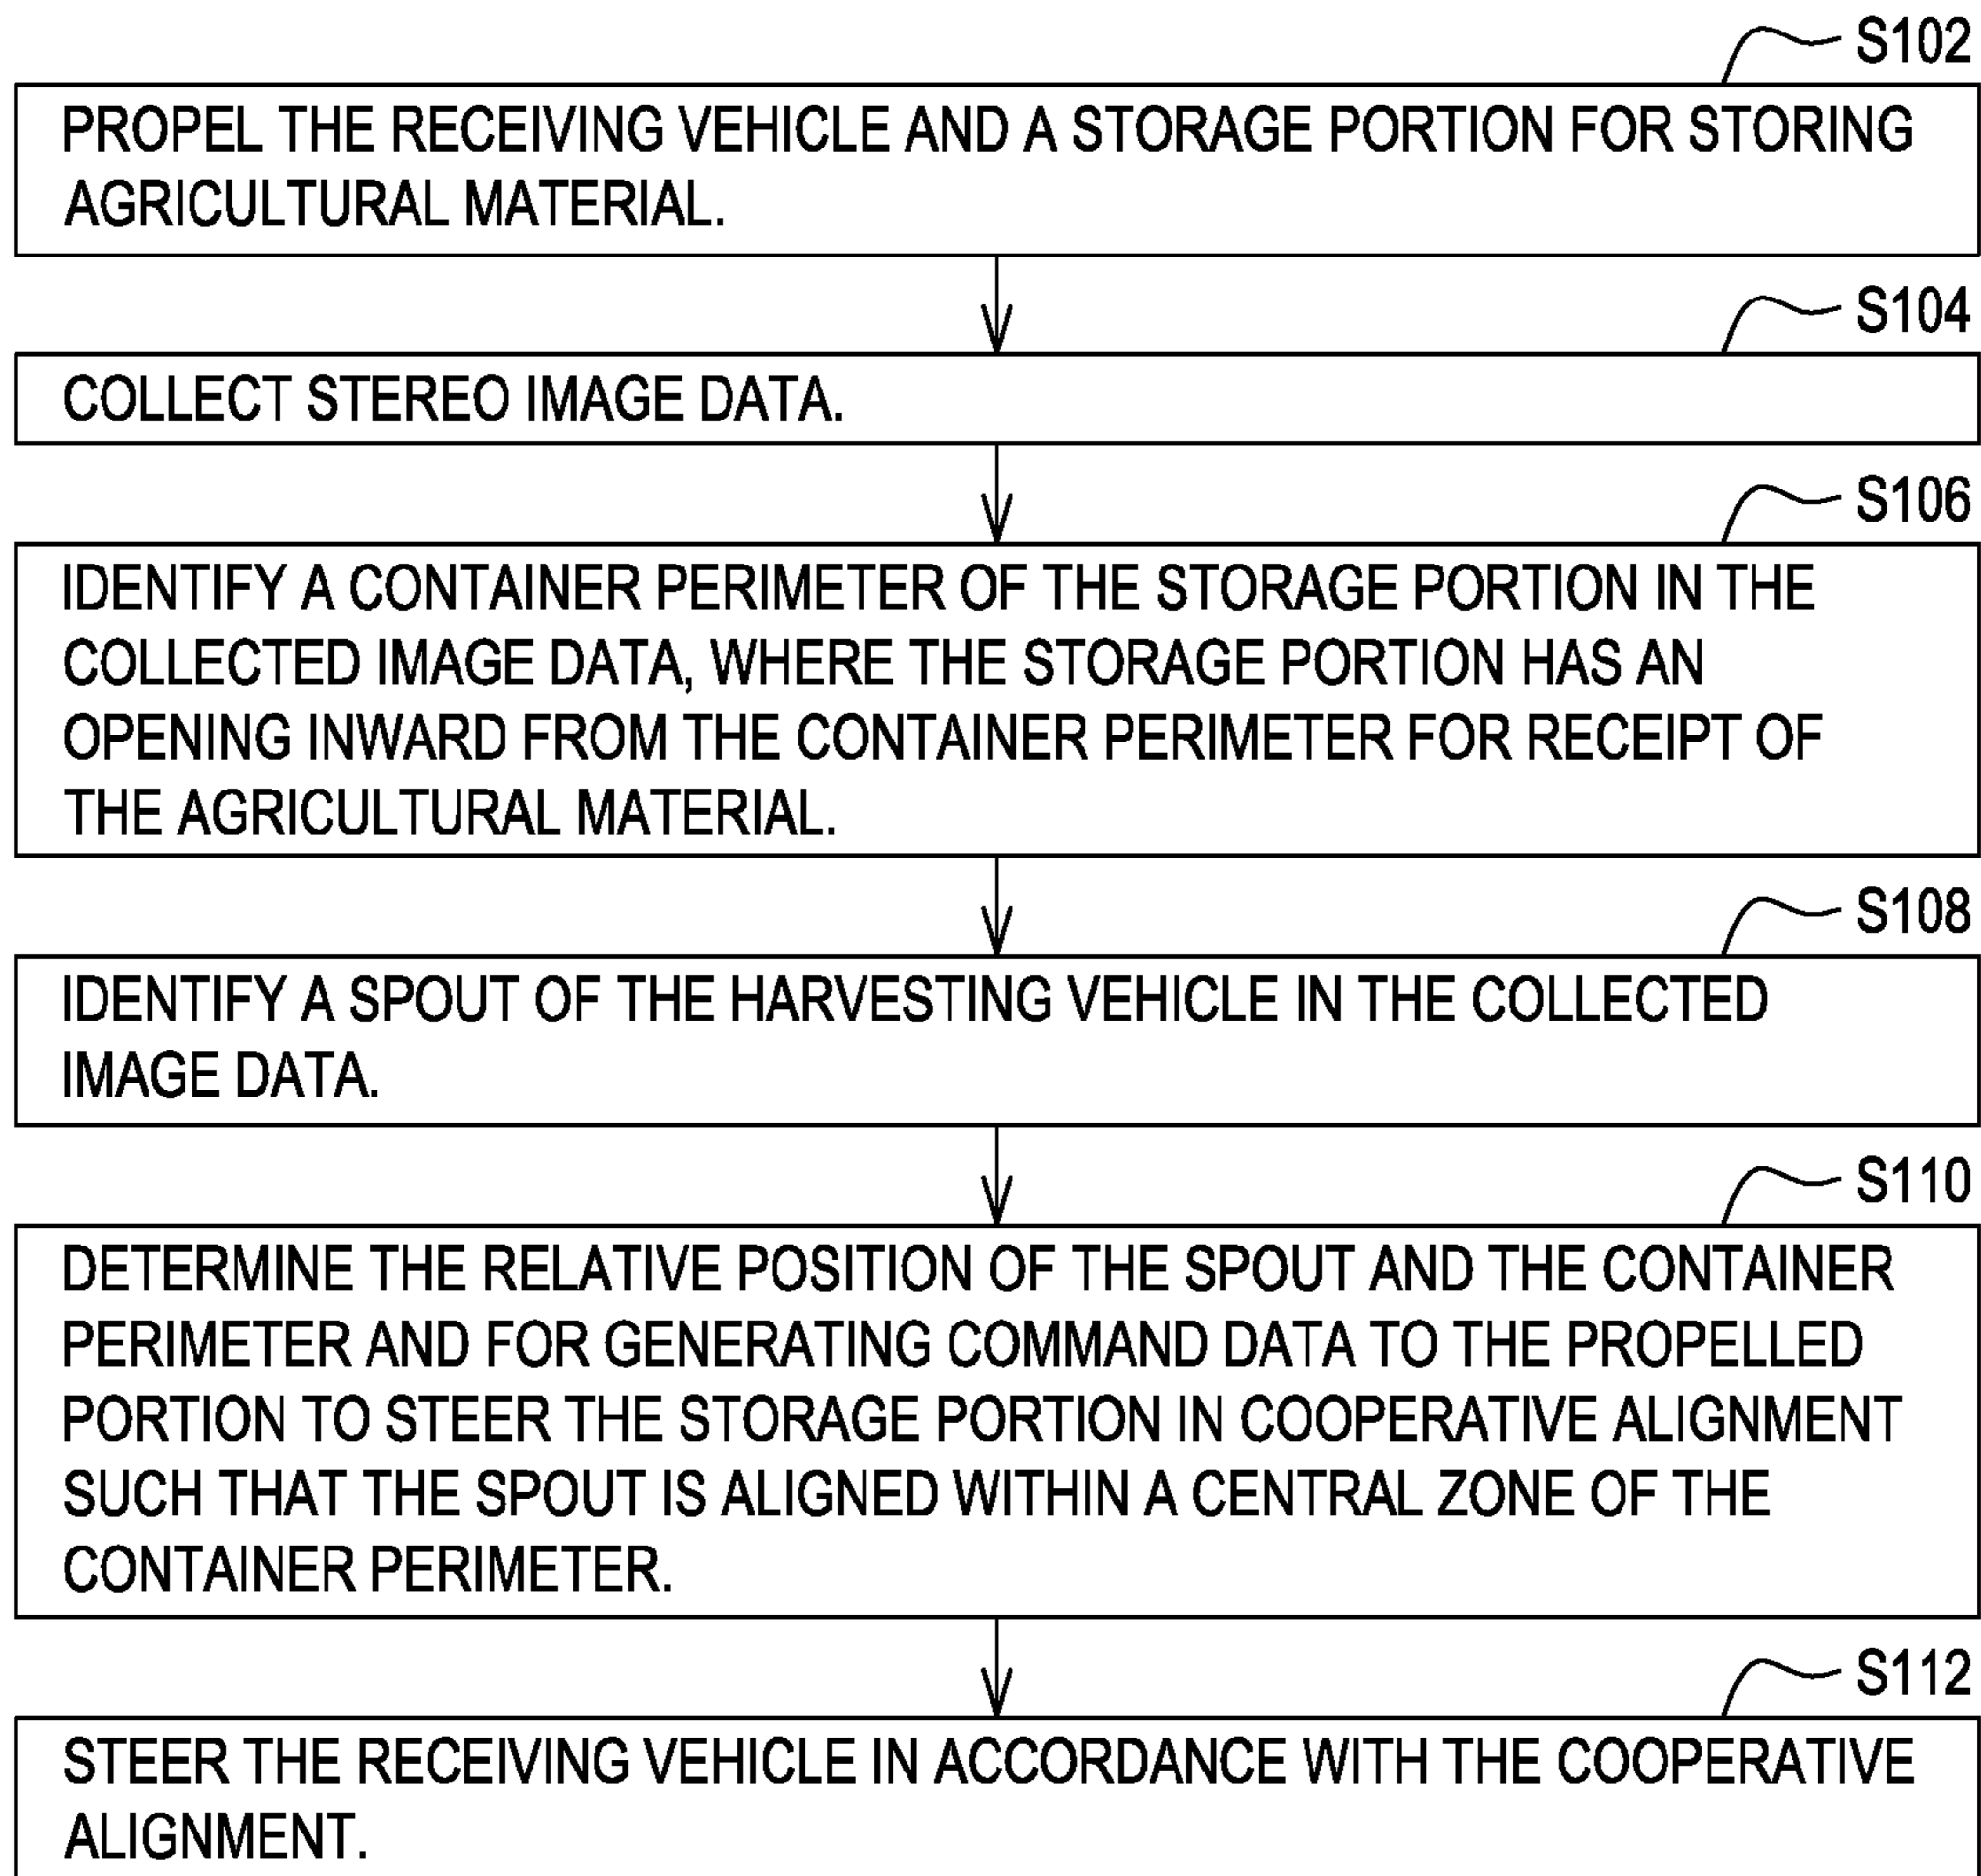 S102
PROPEL THE RECEIVING VEHICLE AND A STORAGE PORTION FOR STORING
AGRICULTURAL MATERIAL.
S104
COLLECT STEREO IMAGE DATA.
S106
IDENTIFY A CONTAINER PERIMETER OF THE STORAGE PORTION IN THE
COLLECTED IMAGE DATA, WHERE THE STORAGE PORTION HAS AN
OPENING INWARD FROM THE CONTAINER PERIMETER FOR RECEIPT OF
THE AGRICULTURAL MATERIAL.
S108
IDENTIFY A SPOUT OF THE HARVESTING VEHICLE IN THE COLLECTED
IMAGE DATA.
S110
DETERMINE THE RELATIVE POSITION OF THE SPOUT AND THE CONTAINER
PERIMETER AND FOR GENERATING COMMAND DATA TO THE PROPELLED
PORTION TO STEER THE STORAGE PORTION IN COOPERATIVE ALIGNMENT
SUCH THAT THE SPOUT IS ALIGNED WITHIN A CENTRAL ZONE OF THE
CONTAINER PERIMETER.
S112
STEER THE RECEIVING VEHICLE IN ACCORDANCE WITH THE COOPERATIVE
ALIGNMENT.